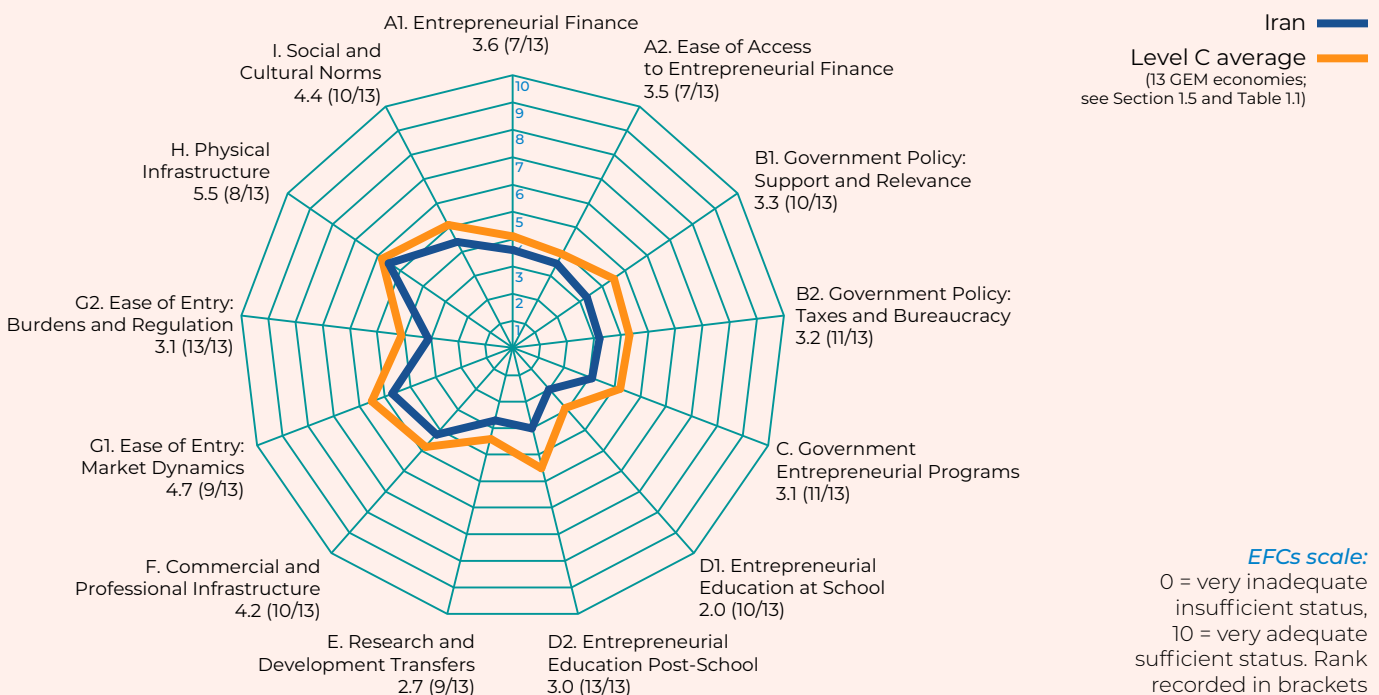 A1. Entrepreneurial Finance
3.6 (7/13)
A2. Ease of Access
to Entrepreneurial Finance
3.5 (7/13)
B1. Government Policy:
Support and Relevance
3.3 (10/13)
B2. Government Policy:
Taxes and Bureaucracy
3.2 (11/13)
C. Government
Entrepreneurial Programs
3.1 (11/13)
D1. Entrepreneurial
Education at School
2.0 (10/13)
D2. Entrepreneurial
Education Post-School
3.0 (13/13)
E. Research and
Development Transfers
2.7 (9/13)
F. Commercial and
Professional Infrastructure
4.2 (10/13)
G1. Ease of Entry:
Market Dynamics
4.7 (9/13)
G2. Ease of Entry:
Burdens and Regulation
3.1 (13/13)
H. Physical
Infrastructure
5.5 (8/13)
I. Social and
Cultural Norms
4.4 (10/13)
10
9
8
7
6
5
4
3
2
1
Iran
Level C average
(13 GEM economies;
see Section 1.5 and Table 1.1)
EFCs scale:
0 = very inadequate
insufficient status,
10 = very adequate
sufficient status. Rank
recorded in brackets